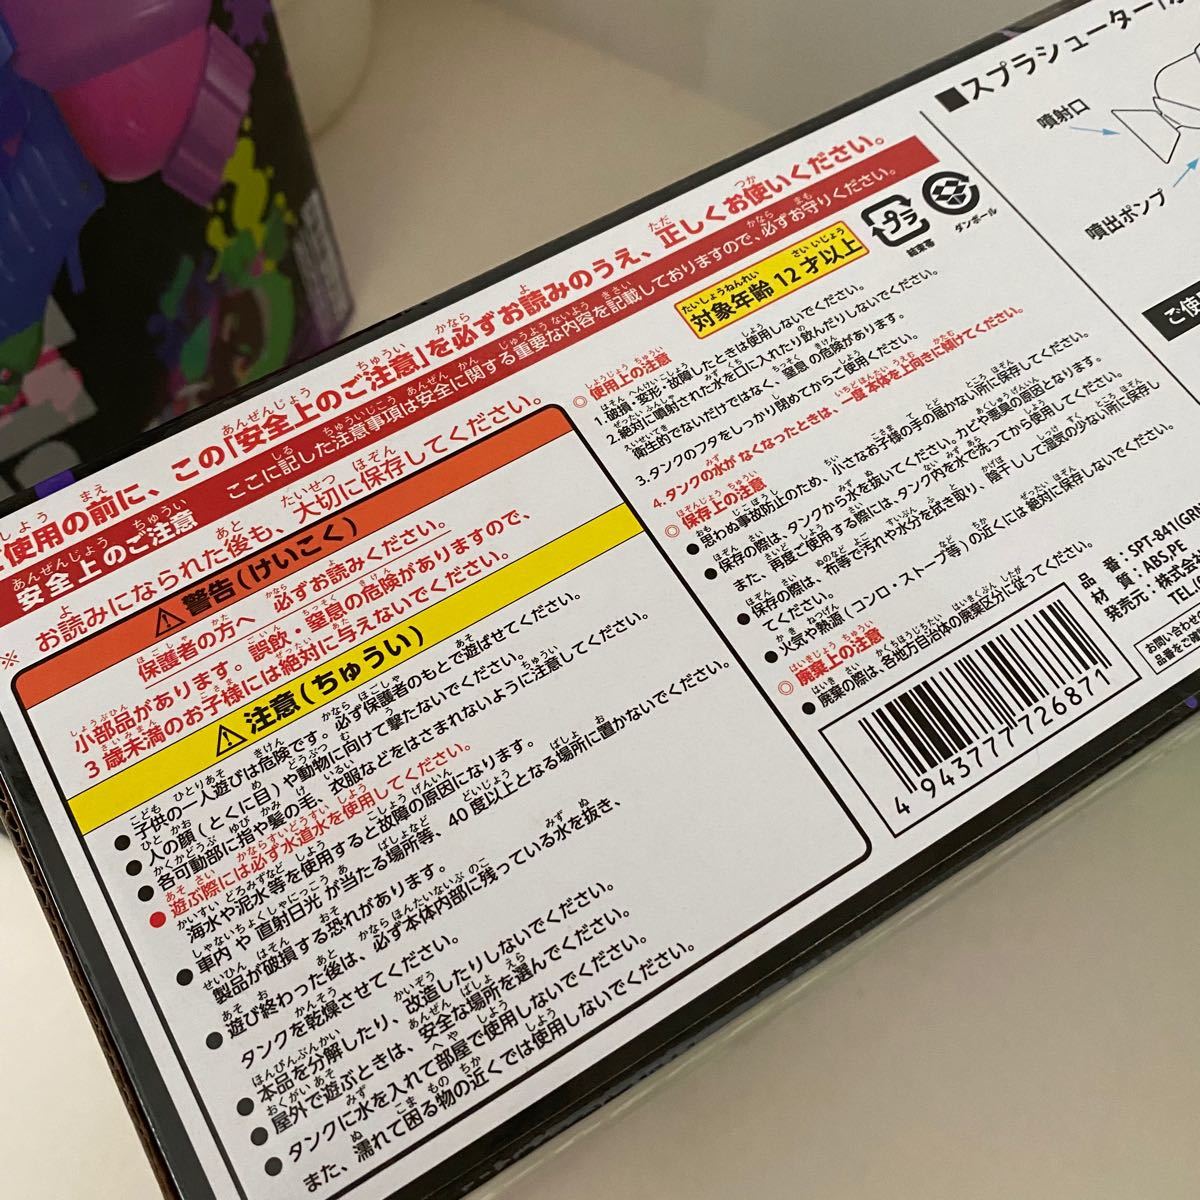 使用の前に、この「安全上のご注意」を必ずお読みのうえ、正しくお使いください。
安全上のご注意 ここに記した注意事項は安全に関する重要な内容を記載しておりますので、必ずお守りください。
※お読みになられた後も、大切に保存してください。
警告(けいこく)
保護者の方へ 必ずお読みください。
小部品があります。誤飲・窒息の危険がありますので、
3歳未満のお子様には絶対に与えないでください。
注意(ちゅうい)
●子供の一人遊びは危険です。必ず保護者のもとで遊ばせてください。
●人の顔(とくに目)や動物に向けて撃たないでください。
●各可動部に指や髪の毛、衣服などをはさまれないように注意してください。
●遊ぶ際には必ず水道水を使用してください。
海水や泥水等を使用すると故障の原因になります。
●車内や直射日光が当たる場所等、40度以上となる場所に置かないでください。
製品が破損する恐れがあります。
●遊び終わった後は、必ず本体内部に残っている水を抜き、
タンクを乾燥させてください。
●本品を分解したり、改造したりしないでください。
●屋外で遊ぶときは、安全な場所を選んでください。
●タンクに水を入れて部屋で使用しないでください。
また、濡れて困る物の近くでは使用しないでください。
対象年齢12才以上
プラ
結束帯
ダンボール
◎使用上の注意
1.破損・変形・故障したときは使用しないでください。
2.絶対に噴射された水を口に入れたり飲んだりしないでください。
衛生的でないだけではなく、窒息の危険があります。
3.タンクのフタをしっかり閉めてからご使用ください。
4.タンクの水がなくなったときは、一度本体を上向きに傾けてください。
◎保存上の注意
●思わぬ事故防止のため、小さなお子様の手の届かない所に保存してください。
●保存の際は、タンクから水を抜いてください。カビや悪臭の原因となります。
また、再度ご使用する際には、タンク内を水で洗ってから使用してください。
●保存の際は、布等で汚れや水分を拭き取り、陰干しして湿気の少ない所に保存し
てください。
●火気や熱源(コンロ・ストーブ等)の近くには絶対に保存しないでください。
◎廃棄上の注意
●廃棄の際は、各地方自治体の廃棄区分に従ってください。
4943777726871
品番:SPT-841(GR
材質:ABS,PE
発売元:株式会社
TEL.
お問い合わせ
品番をご確
■スプラシューター
噴射口
噴出ポンプ
ご使